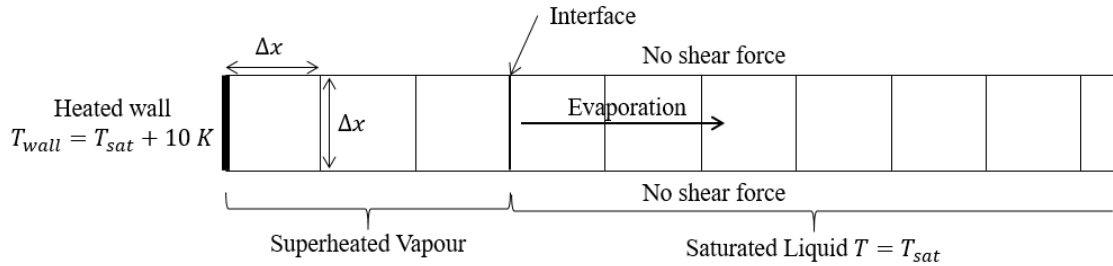 Interface
Δx
No shear force
Heated wall
T_wall = T_sat + 10 K
Δx
Evaporation
No shear force
Superheated Vapour
Saturated Liquid T = T_sat